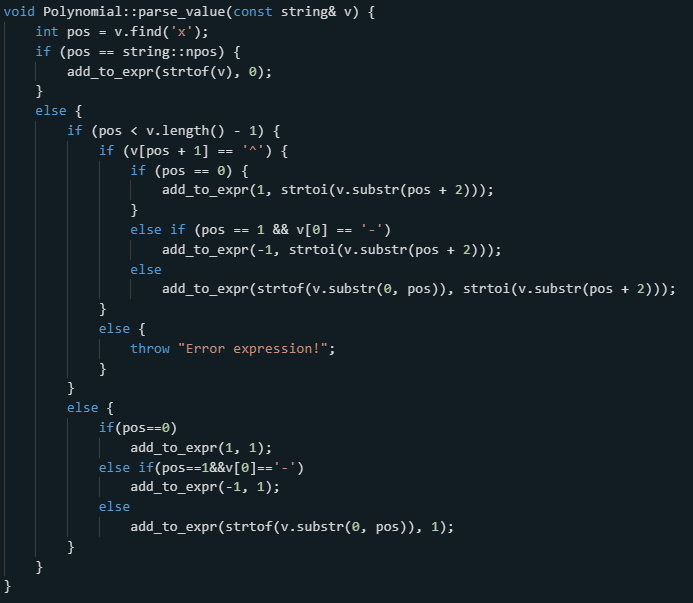 void Polynomial::parse_value(const string& v) {
    int pos = v.find('x');
    if (pos == string::npos) {
        add_to_expr(strtof(v), 0);
    }
    else {
        if (pos < v.length() - 1) {
            if (v[pos + 1] == '^') {
                if (pos == 0) {
                    add_to_expr(1, strtoi(v.substr(pos + 2)));
                }
                else if (pos == 1 && v[0] == '-')
                    add_to_expr(-1, strtoi(v.substr(pos + 2)));
                else
                    add_to_expr(strtof(v.substr(0, pos)), strtoi(v.substr(pos + 2)));
            }
            else {
                throw "Error expression!";
            }
        }
        else {
            if(pos==0)
                add_to_expr(1, 1);
            else if(pos==1&&v[0]=='-')
                add_to_expr(-1, 1);
            else
                add_to_expr(strtof(v.substr(0, pos)), 1);
        }
    }
}